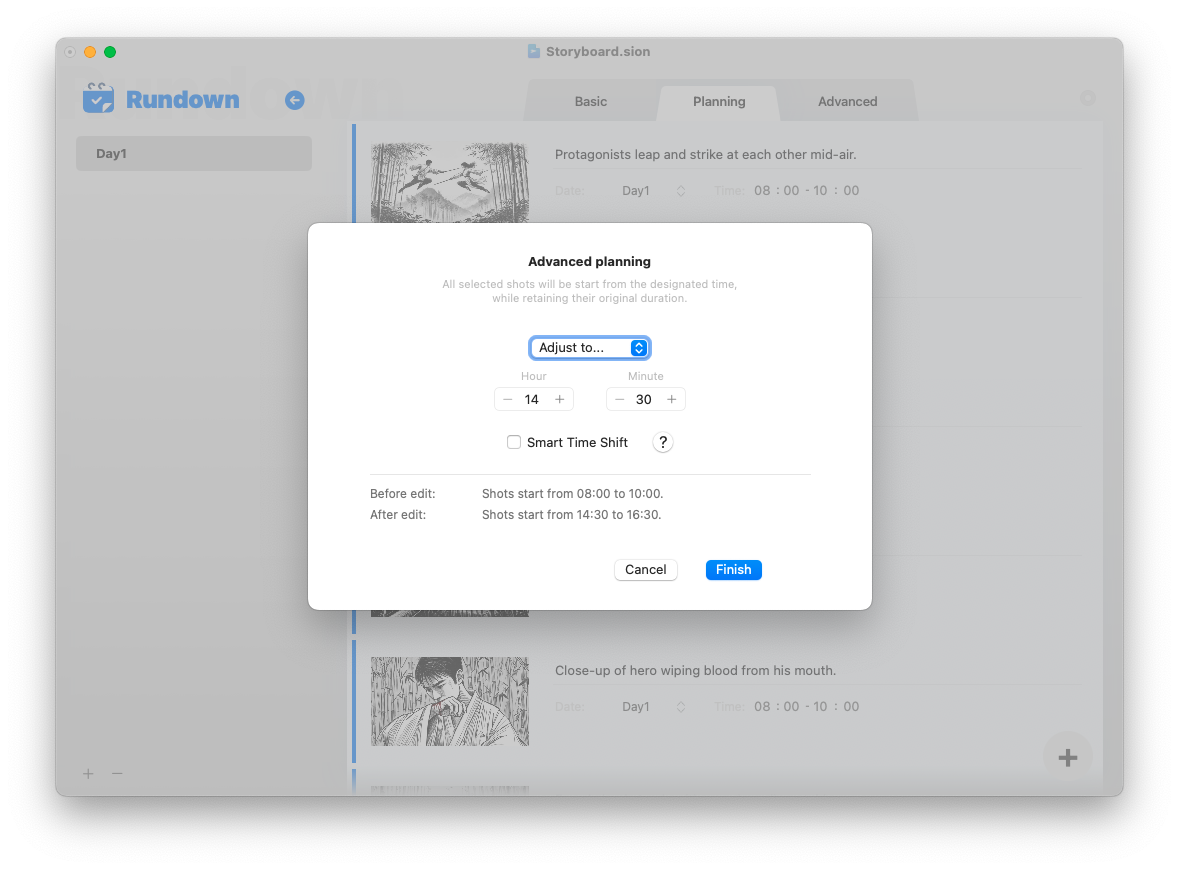 Storyboard.sion
Rundown
Basic
Planning
Advanced
Day1
Protagonists leap and strike at each other mid-air.
Date: Day1 Time: 08 : 00 - 10 : 00
Advanced planning
All selected shots will be start from the designated time,
while retaining their original duration.
Adjust to...
Hour Minute
− 14 + − 30 +
Smart Time Shift ?
Before edit: Shots start from 08:00 to 10:00.
After edit: Shots start from 14:30 to 16:30.
Cancel Finish
Close-up of hero wiping blood from his mouth.
Date: Day1 Time: 08 : 00 - 10 : 00
+ −
+